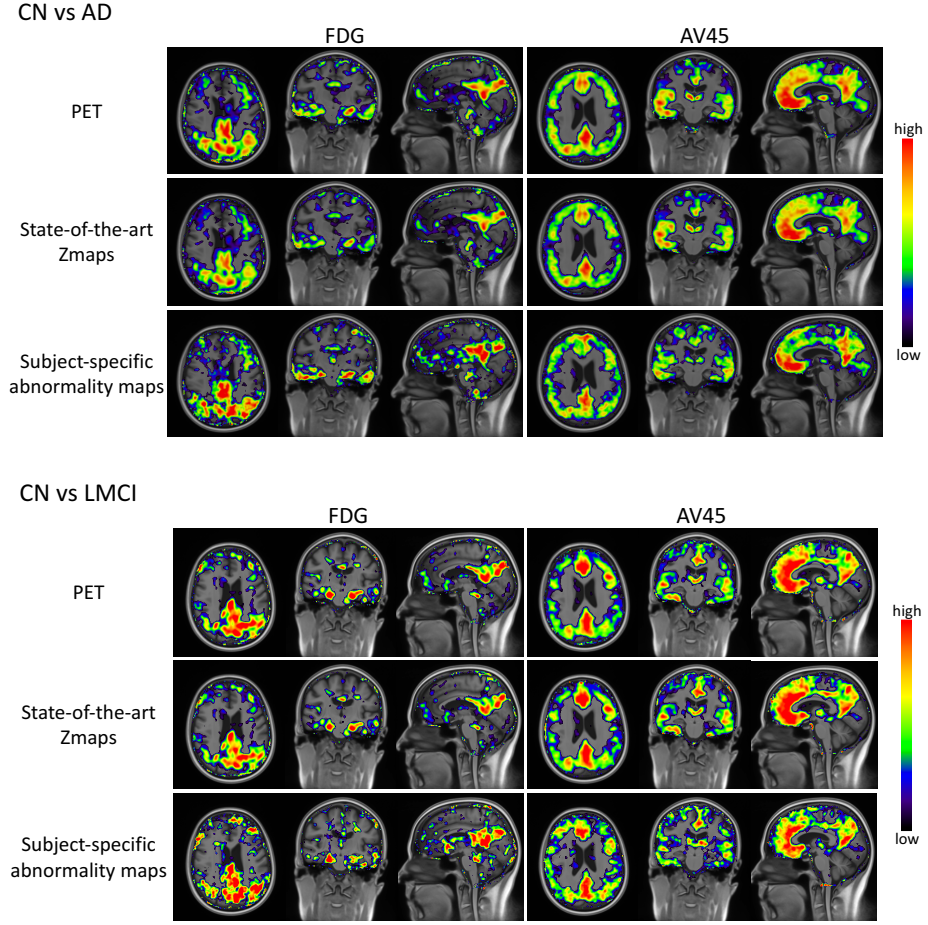 CN vs AD
FDG
AV45
PET
high
State-of-the-art
Zmaps
Subject-specific
abnormality maps
low
CN vs LMCI
FDG
AV45
PET
high
State-of-the-art
Zmaps
Subject-specific
abnormality maps
low